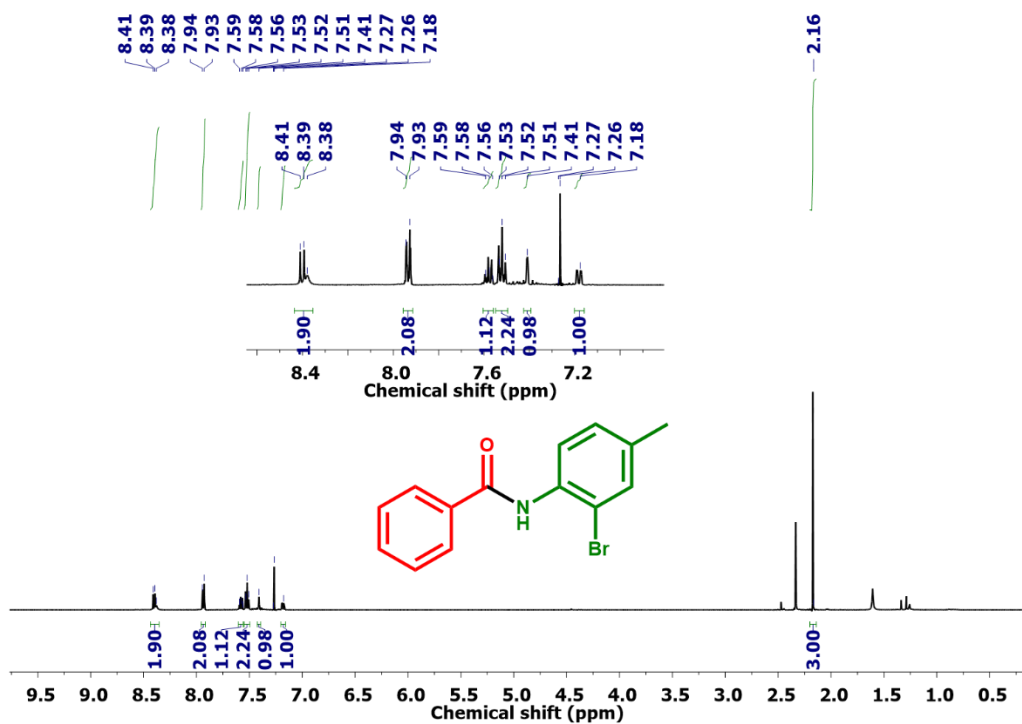 8.41 8.39 8.38 7.94 7.93 7.59 7.58 7.56 7.53 7.52 7.51 7.41 7.27 7.26 7.18 2.16
8.41 8.39 8.38 7.94 7.93 7.59 7.58 7.56 7.53 7.52 7.51 7.41 7.27 7.26 7.18
1.90 2.08 1.12 2.24 0.98 1.00
8.4 8.0 7.6 7.2
Chemical shift (ppm)
O
N
H
Br
1.90 2.08 1.12 2.24 0.98 1.00 3.00
9.5 9.0 8.5 8.0 7.5 7.0 6.5 6.0 5.5 5.0 4.5 4.0 3.5 3.0 2.5 2.0 1.5 1.0 0.5
Chemical shift (ppm)